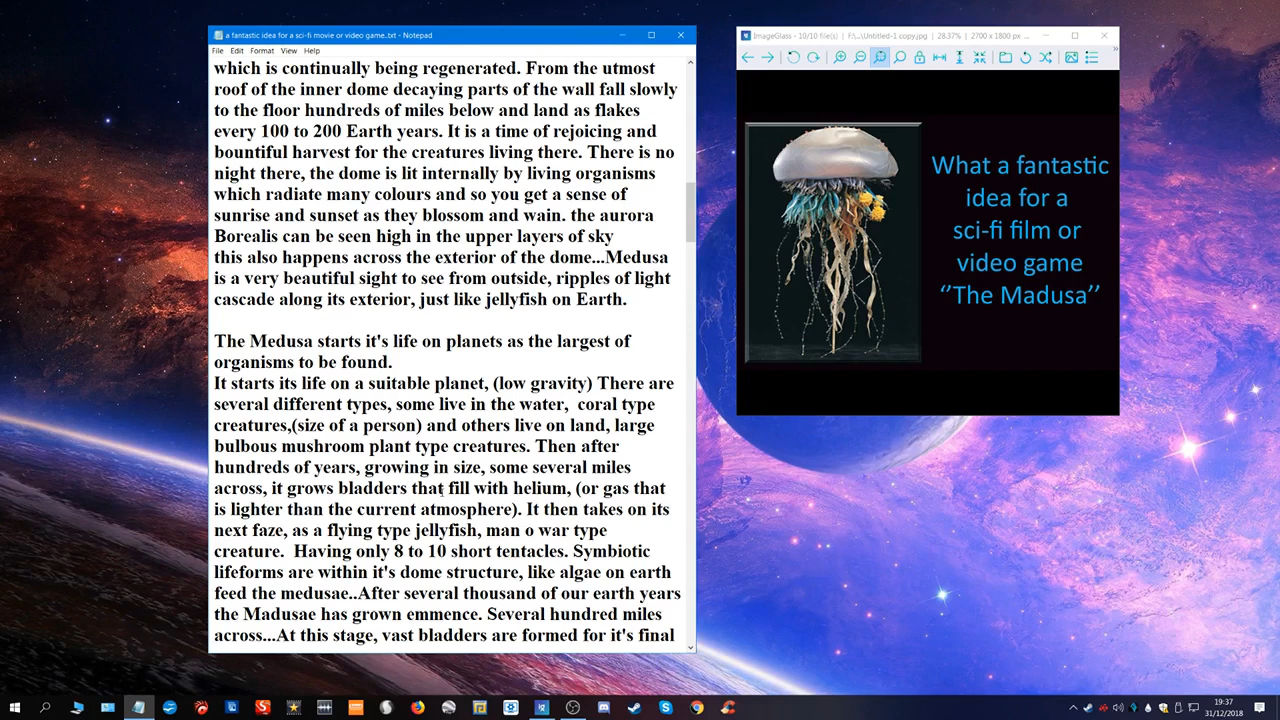 a fantastic idea for a sci-fi movie or video game..txt - Notepad
File Edit Format View Help
which is continually being regenerated. From the utmost
roof of the inner dome decaying parts of the wall fall slowly
to the floor hundreds of miles below and land as flakes
every 100 to 200 Earth years. It is a time of rejoicing and
bountiful harvest for the creatures living there. There is no
night there, the dome is lit internally by living organisms
which radiate many colours and so you get a sense of
sunrise and sunset as they blossom and wain. the aurora
Borealis can be seen high in the upper layers of sky
this also happens across the exterior of the dome...Medusa
is a very beautiful sight to see from outside, ripples of light
cascade along its exterior, just like jellyfish on Earth.
The Medusa starts it's life on planets as the largest of
organisms to be found.
It starts its life on a suitable planet, (low gravity) There are
several different types, some live in the water,  coral type
creatures,(size of a person) and others live on land, large
bulbous mushroom plant type creatures. Then after
hundreds of years, growing in size, some several miles
across, it grows bladders that fill with helium, (or gas that
is lighter than the current atmosphere). It then takes on its
next faze, as a flying type jellyfish, man o war type
creature.  Having only 8 to 10 short tentacles. Symbiotic
lifeforms are within it's dome structure, like algae on earth
feed the medusae..After several thousand of our earth years
the Madusae has grown emmence. Several hundred miles
across...At this stage, vast bladders are formed for it's final
ImageGlass - 10/10 file(s) | F:\...\Untitled-1 copy.jpg | 28.37% | 2700 x 1800 px ...
What a fantastic
idea for a
sci-fi film or
video game
‘’The Madusa’’
19:37
31/12/2018